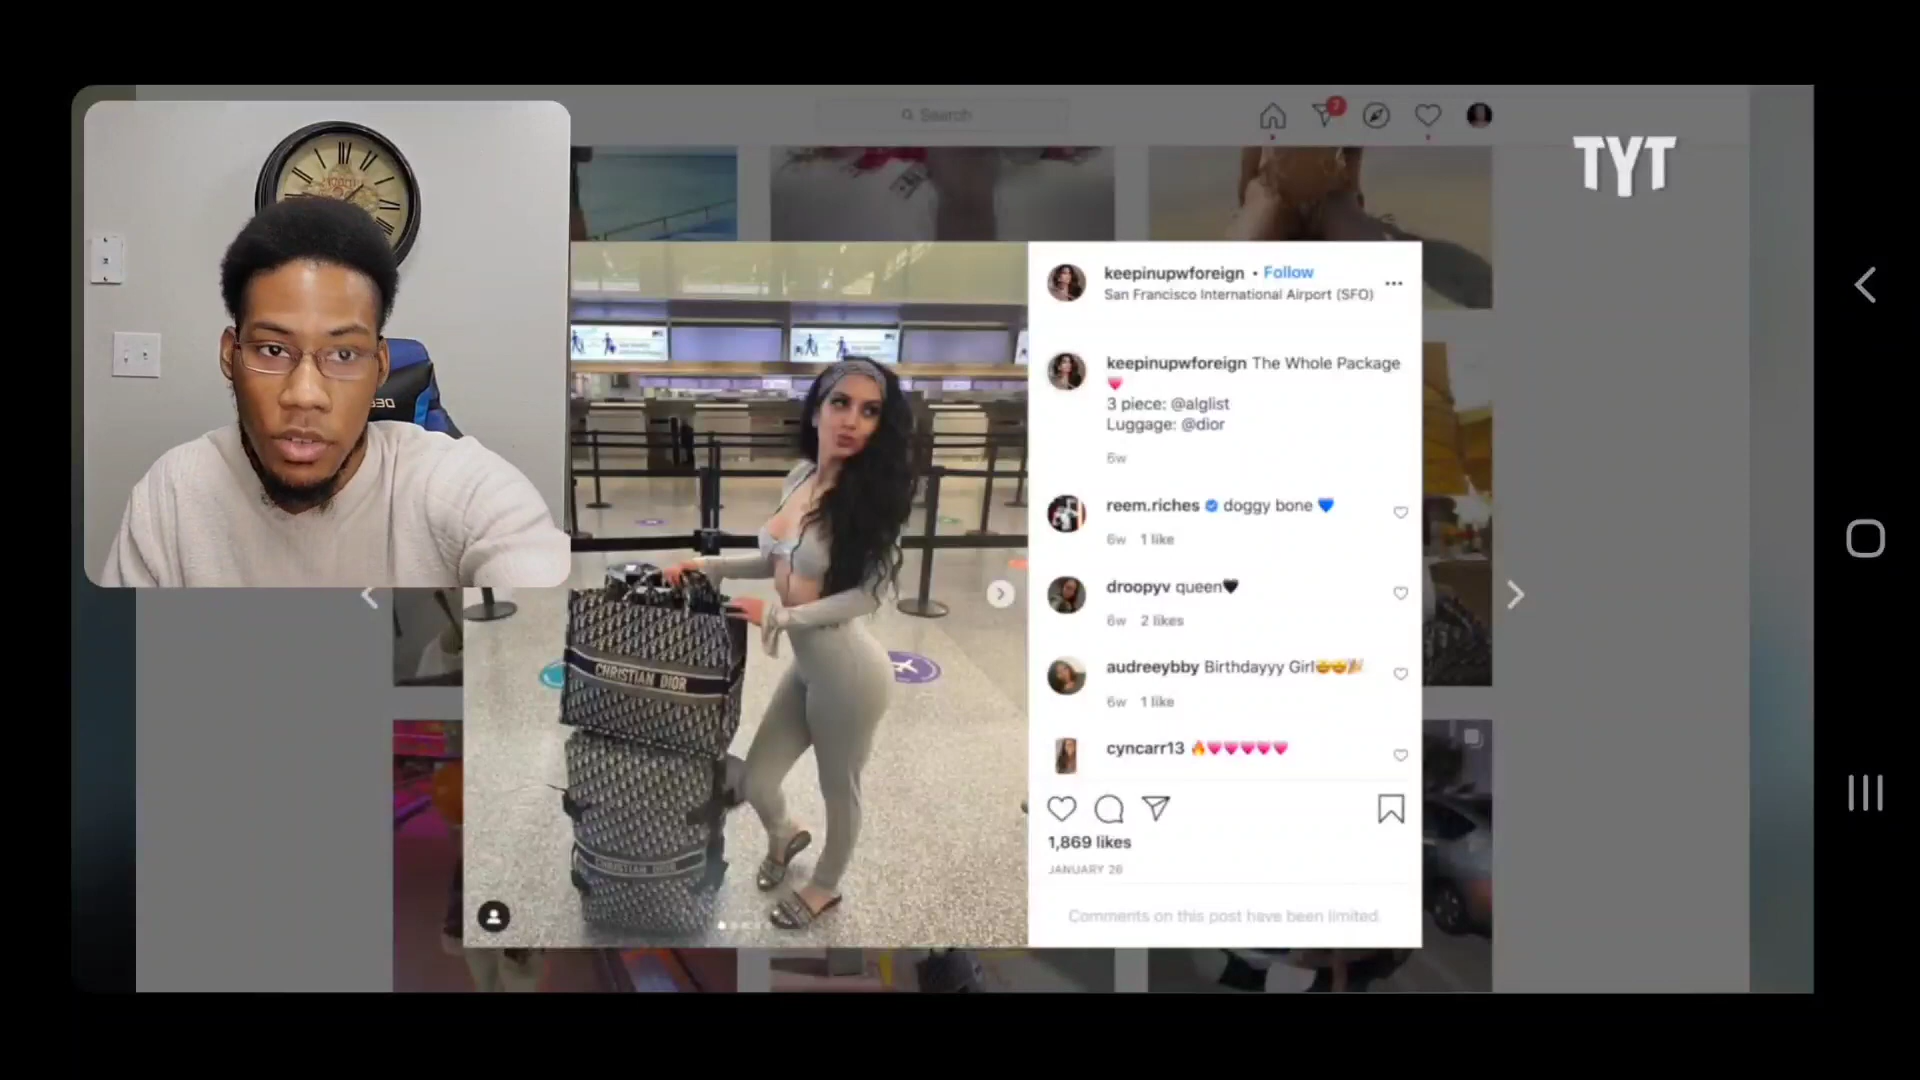 Search
7
TYT
keepinupwforeign • Follow
San Francisco International Airport (SFO)
keepinupwforeign The Whole Package
3 piece: @alglist
Luggage: @dior
6w
reem.riches doggy bone
6w 1 like
droopyv queen
6w 2 likes
audreeybby Birthdayyy Girl
6w 1 like
cyncarr13
1,869 likes
JANUARY 26
Comments on this post have been limited
CHRISTIAN DIOR
CHRISTIAN DIOR